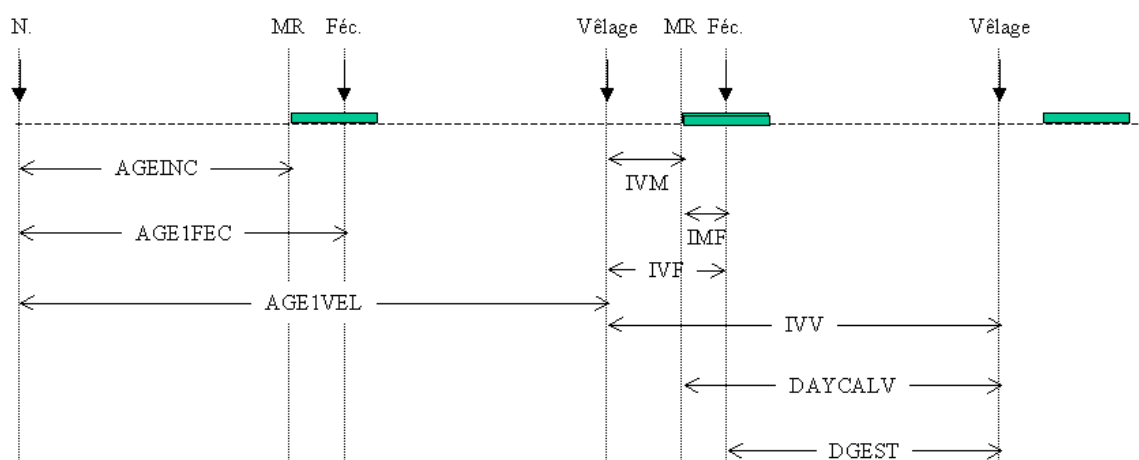 N. MR Féc. Vêlage MR Féc. Vêlage
AGEINC
IVM
AGE1FEC
IMF
IVF
AGE1VEL
IVV
DAYCALV
DGEST